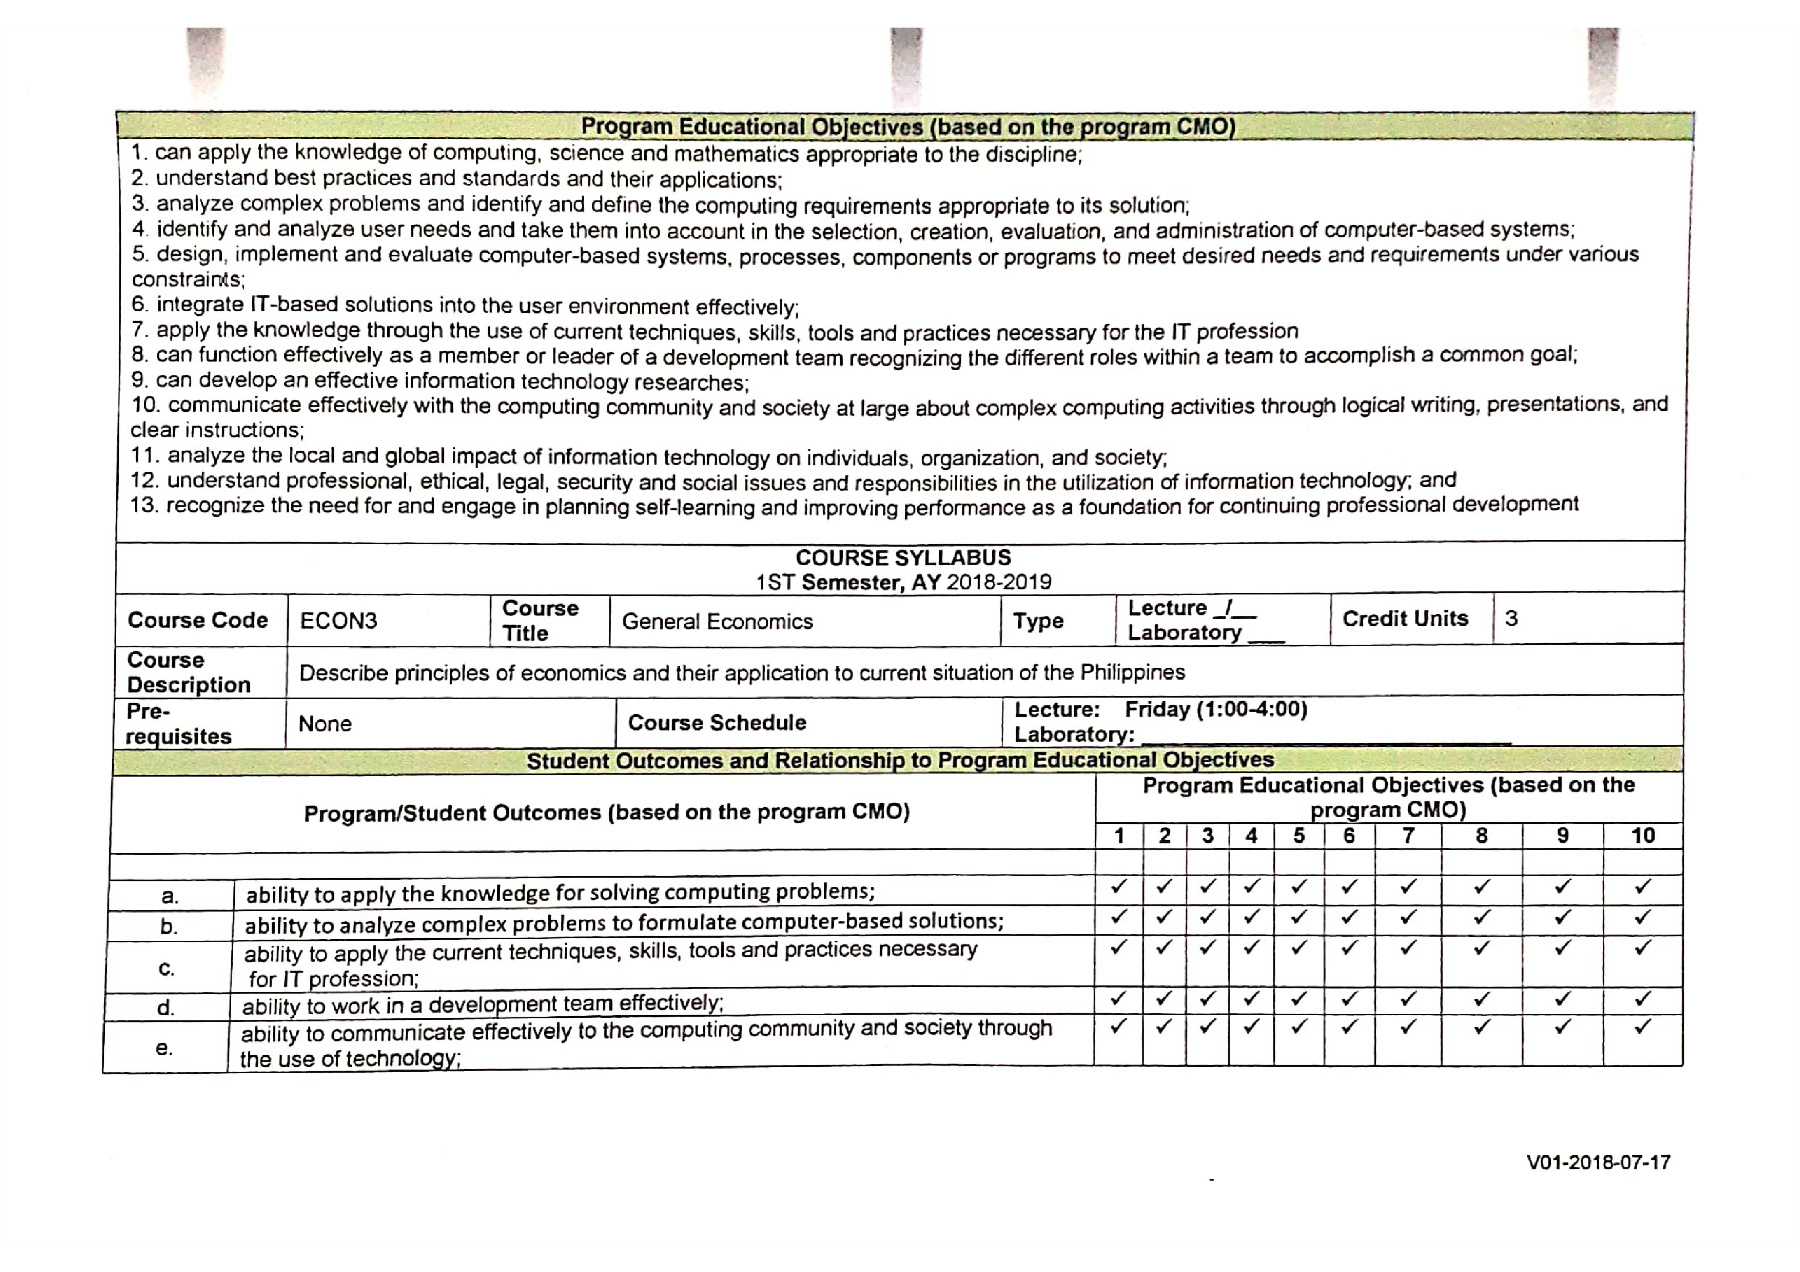 Program Educational Objectives (based on the program CMO)
1. can apply the knowledge of computing, science and mathematics appropriate to the discipline;
2. understand best practices and standards and their applications;
3. analyze complex problems and identify and define the computing requirements appropriate to its solution;
4. identify and analyze user needs and take them into account in the selection, creation, evaluation, and administration of computer-based systems;
5. design, implement and evaluate computer-based systems, processes, components or programs to meet desired needs and requirements under various
constraints;
6. integrate IT-based solutions into the user environment effectively;
7. apply the knowledge through the use of current techniques, skills, tools and practices necessary for the IT profession
8. can function effectively as a member or leader of a development team recognizing the different roles within a team to accomplish a common goal;
9. can develop an effective information technology researches;
10. communicate effectively with the computing community and society at large about complex computing activities through logical writing, presentations, and
clear instructions;
11. analyze the local and global impact of information technology on individuals, organization, and society;
12. understand professional, ethical, legal, security and social issues and responsibilities in the utilization of information technology; and
13. recognize the need for and engage in planning self-learning and improving performance as a foundation for continuing professional development
COURSE SYLLABUS
1ST Semester, AY 2018-2019
Course Code ECON3 Course Title General Economics Type Lecture _/__ Laboratory ___ Credit Units 3
Course Description Describe principles of economics and their application to current situation of the Philippines
Pre-requisites None Course Schedule Lecture: Friday (1:00-4:00)
Laboratory: ____________________
Student Outcomes and Relationship to Program Educational Objectives
Program/Student Outcomes (based on the program CMO) Program Educational Objectives (based on the
program CMO)
1 2 3 4 5 6 7 8 9 10
a. ability to apply the knowledge for solving computing problems; ✓ ✓ ✓ ✓ ✓ ✓ ✓ ✓ ✓ ✓
b. ability to analyze complex problems to formulate computer-based solutions; ✓ ✓ ✓ ✓ ✓ ✓ ✓ ✓ ✓ ✓
c. ability to apply the current techniques, skills, tools and practices necessary ✓ ✓ ✓ ✓ ✓ ✓ ✓ ✓ ✓ ✓
for IT profession;
d. ability to work in a development team effectively; ✓ ✓ ✓ ✓ ✓ ✓ ✓ ✓ ✓ ✓
e. ability to communicate effectively to the computing community and society through ✓ ✓ ✓ ✓ ✓ ✓ ✓ ✓ ✓ ✓
the use of technology;
V01-2018-07-17